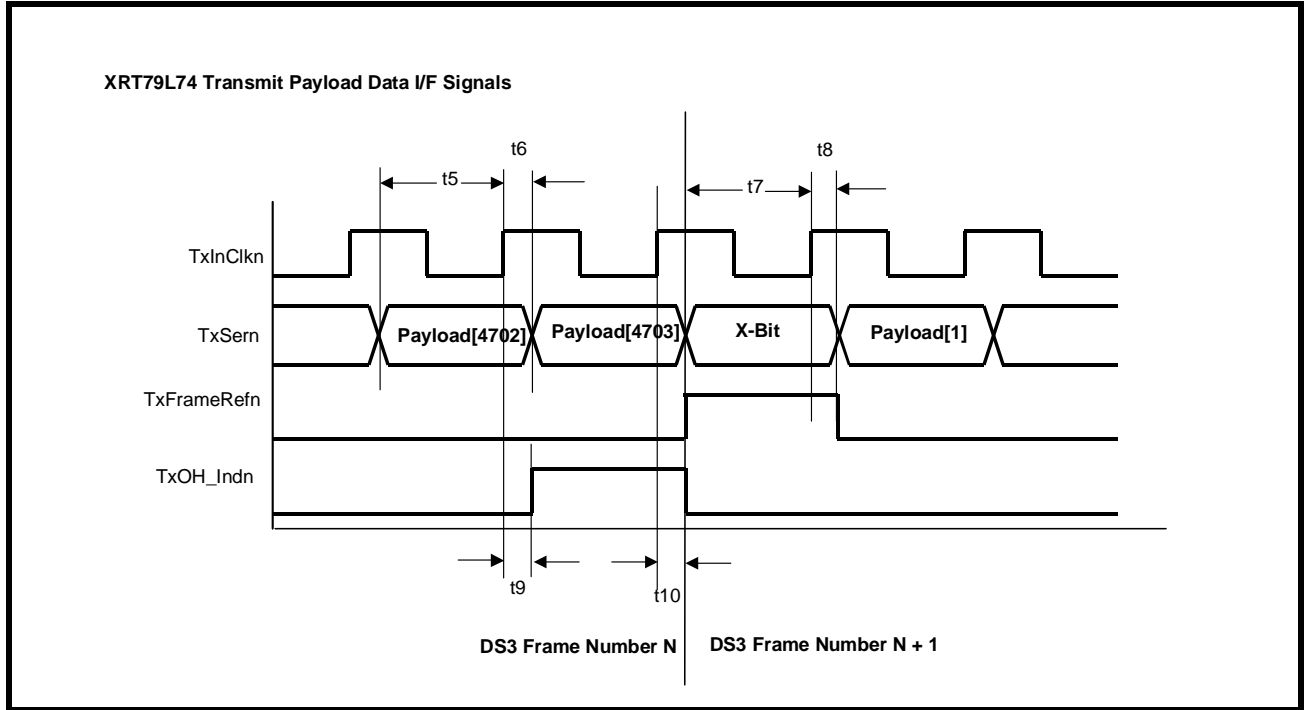 XRT79L74 Transmit Payload Data I/F Signals
t6
t8
t5
t7
TxInClkn
TxSern
Payload[4702]
Payload[4703]
X-Bit
Payload[1]
TxFrameRefn
TxOH_Indn
t9
t10
DS3 Frame Number N
DS3 Frame Number N + 1